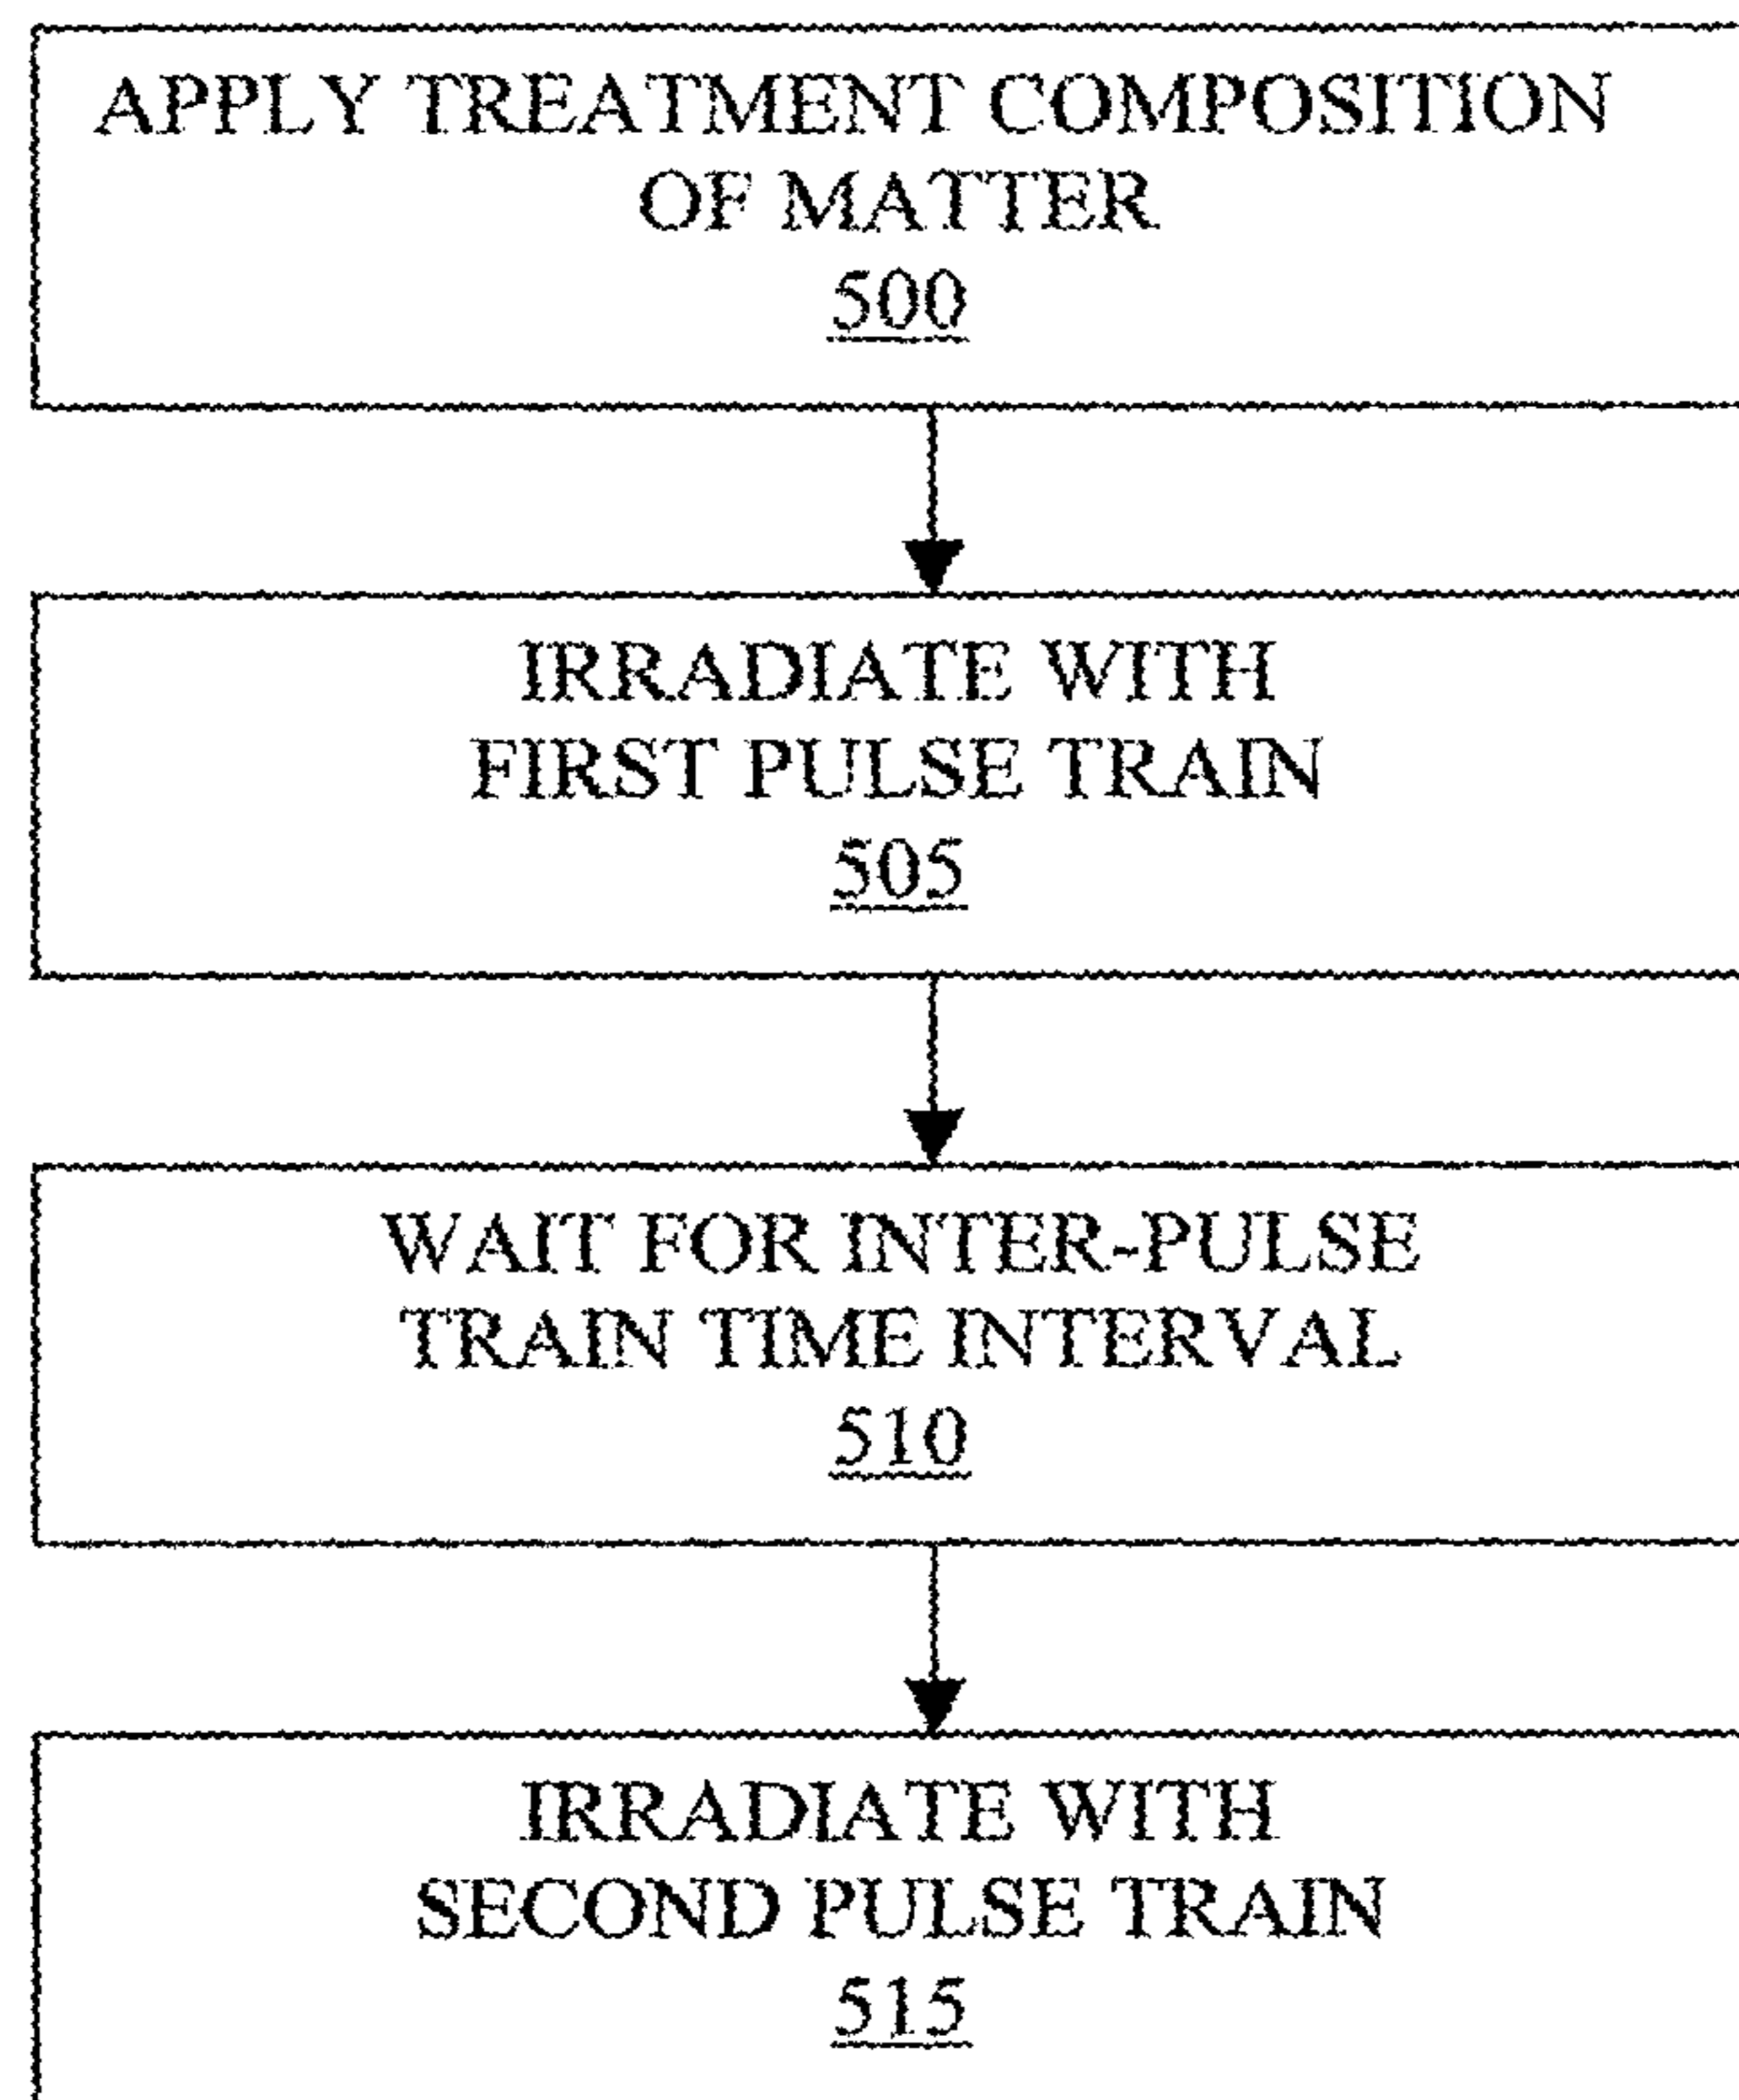 APPLY TREATMENT COMPOSITION
OF MATTER
500
IRRADIATE WITH
FIRST PULSE TRAIN
505
WAIT FOR INTER-PULSE
TRAIN TIME INTERVAL
510
IRRADIATE WITH
SECOND PULSE TRAIN
515